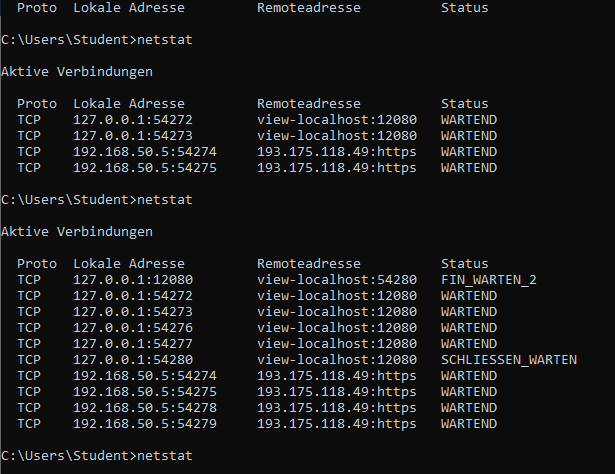 Proto  Lokale Adresse         Remoteadresse          Status
C:\Users\Student>netstat
Aktive Verbindungen
Proto  Lokale Adresse         Remoteadresse          Status
TCP    127.0.0.1:54272        view-localhost:12080   WARTEND
TCP    127.0.0.1:54273        view-localhost:12080   WARTEND
TCP    192.168.50.5:54274     193.175.118.49:https   WARTEND
TCP    192.168.50.5:54275     193.175.118.49:https   WARTEND
C:\Users\Student>netstat
Aktive Verbindungen
Proto  Lokale Adresse         Remoteadresse          Status
TCP    127.0.0.1:12080        view-localhost:54280   FIN_WARTEN_2
TCP    127.0.0.1:54272        view-localhost:12080   WARTEND
TCP    127.0.0.1:54273        view-localhost:12080   WARTEND
TCP    127.0.0.1:54276        view-localhost:12080   WARTEND
TCP    127.0.0.1:54277        view-localhost:12080   WARTEND
TCP    127.0.0.1:54280        view-localhost:12080   SCHLIESSEN_WARTEN
TCP    192.168.50.5:54274     193.175.118.49:https   WARTEND
TCP    192.168.50.5:54275     193.175.118.49:https   WARTEND
TCP    192.168.50.5:54278     193.175.118.49:https   WARTEND
TCP    192.168.50.5:54279     193.175.118.49:https   WARTEND
C:\Users\Student>netstat